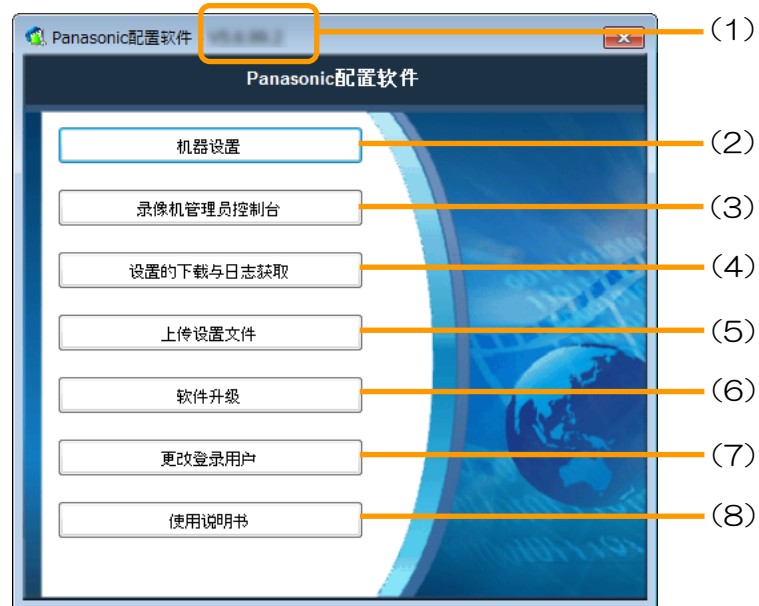 Panasonic配置软件
(1)
Panasonic配置软件
机器设置
(2)
录像机管理员控制台
(3)
设置的下载与日志获取
(4)
上传设置文件
(5)
软件升级
(6)
更改登录用户
(7)
使用说明书
(8)